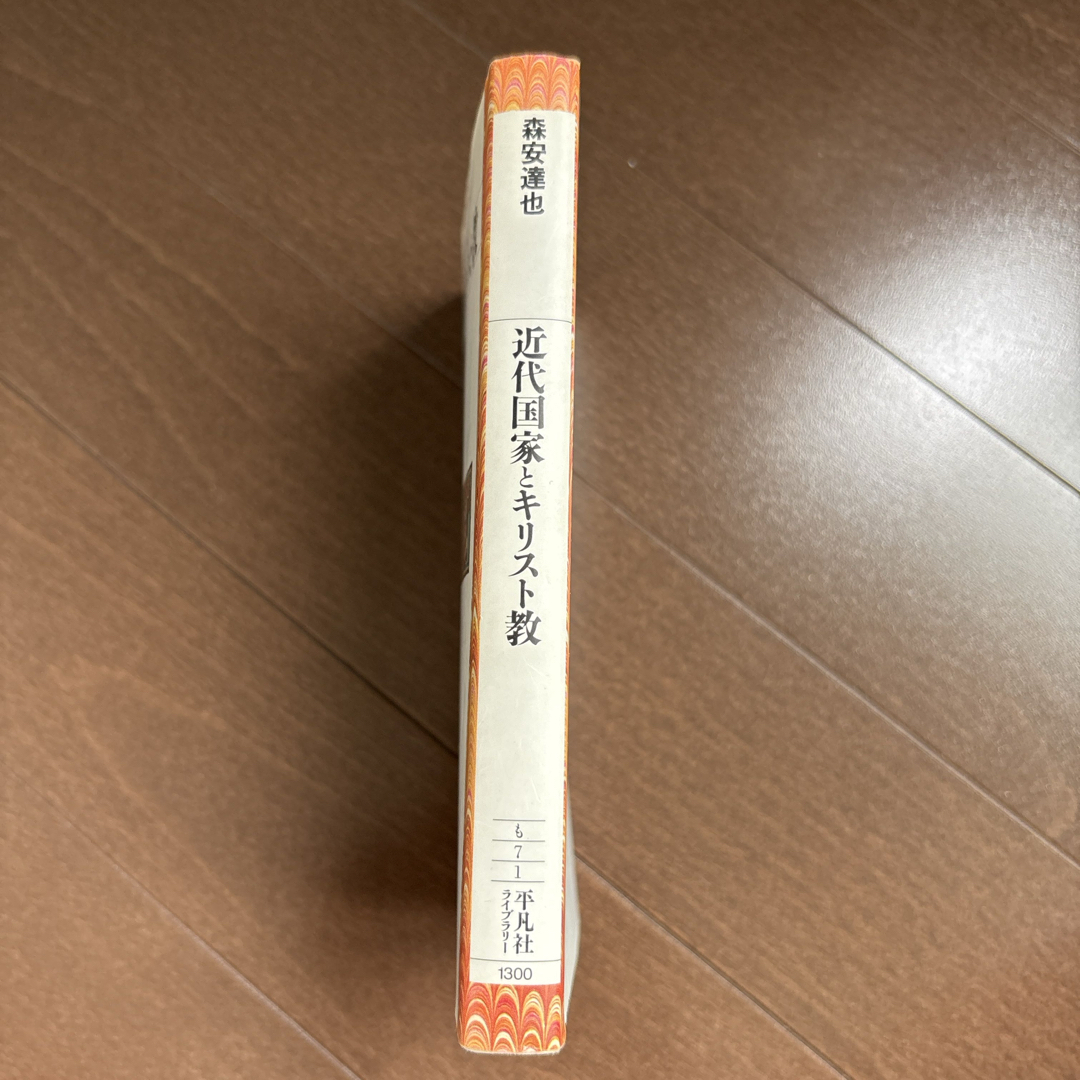 森安達也
近代国家とキリスト教
も
7
1
平凡社
ライブラリー
1300